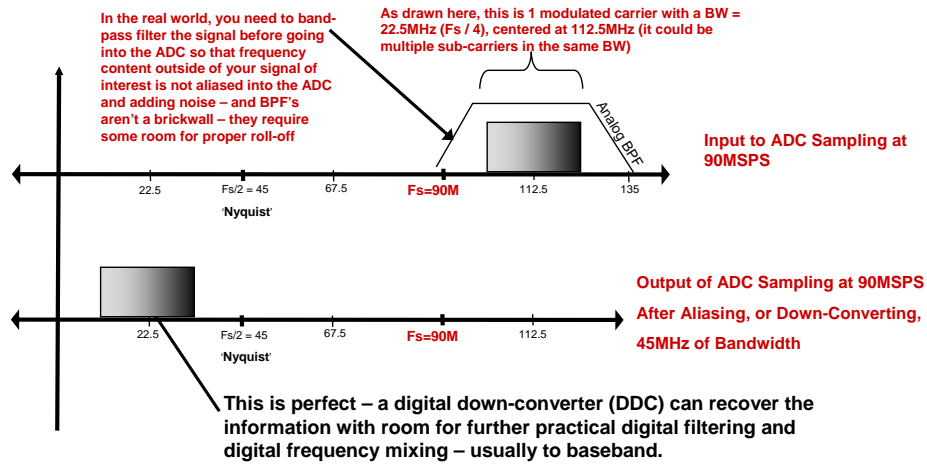 In the real world, you need to band-
pass filter the signal before going
into the ADC so that frequency
content outside of your signal of
interest is not aliased into the ADC
and adding noise – and BPF's
aren't a brickwall – they require
some room for proper roll-off
As drawn here, this is 1 modulated carrier with a BW =
22.5MHz (Fs / 4), centered at 112.5MHz (it could be
multiple sub-carriers in the same BW)
Analog BPF
Input to ADC Sampling at
90MSPS
22.5 Fs/2 = 45 67.5 Fs=90M 112.5 135
'Nyquist'
Output of ADC Sampling at 90MSPS
After Aliasing, or Down-Converting,
45MHz of Bandwidth
22.5 Fs/2 = 45 67.5 Fs=90M 112.5
'Nyquist'
This is perfect – a digital down-converter (DDC) can recover the
information with room for further practical digital filtering and
digital frequency mixing – usually to baseband.